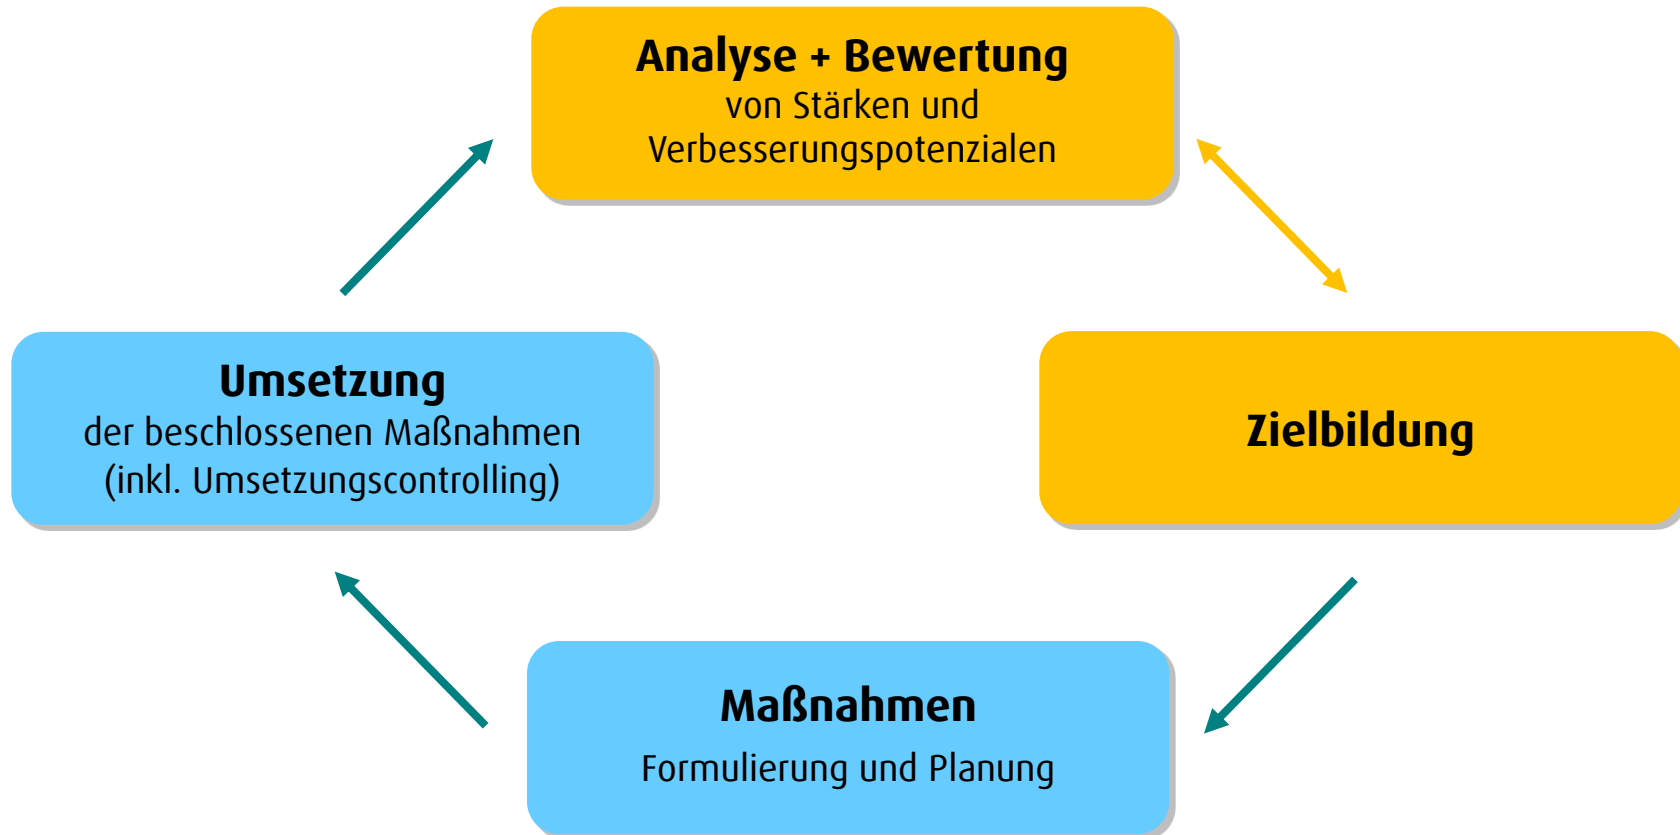 Analyse + Bewertung
von Stärken und
Verbesserungspotenzialen
Umsetzung
der beschlossenen Maßnahmen
(inkl. Umsetzungscontrolling)
Zielbildung
Maßnahmen
Formulierung und Planung